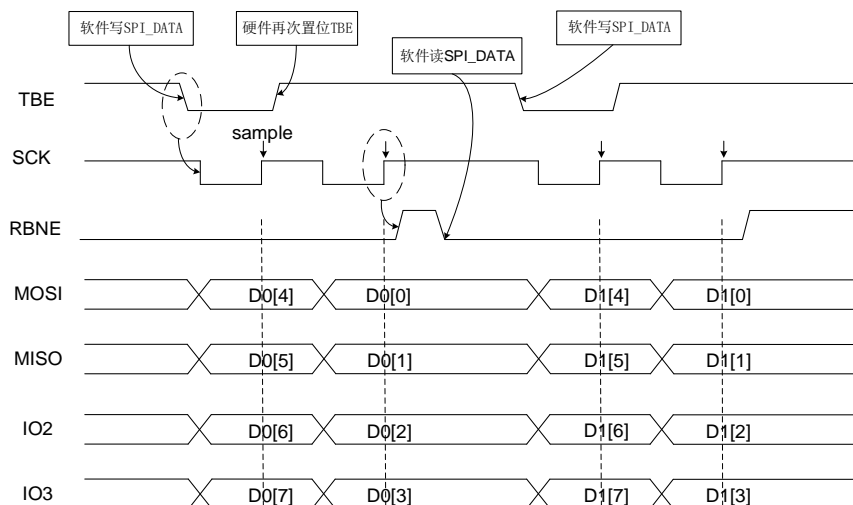 软件写SPI_DATA
硬件再次置位TBE
软件写SPI_DATA
软件读SPI_DATA
TBE
sample
SCK
RBNE
MOSI D0[4] D0[0] D1[4] D1[0]
MISO D0[5] D0[1] D1[5] D1[1]
IO2 D0[6] D0[2] D1[6] D1[2]
IO3 D0[7] D0[3] D1[7] D1[3]